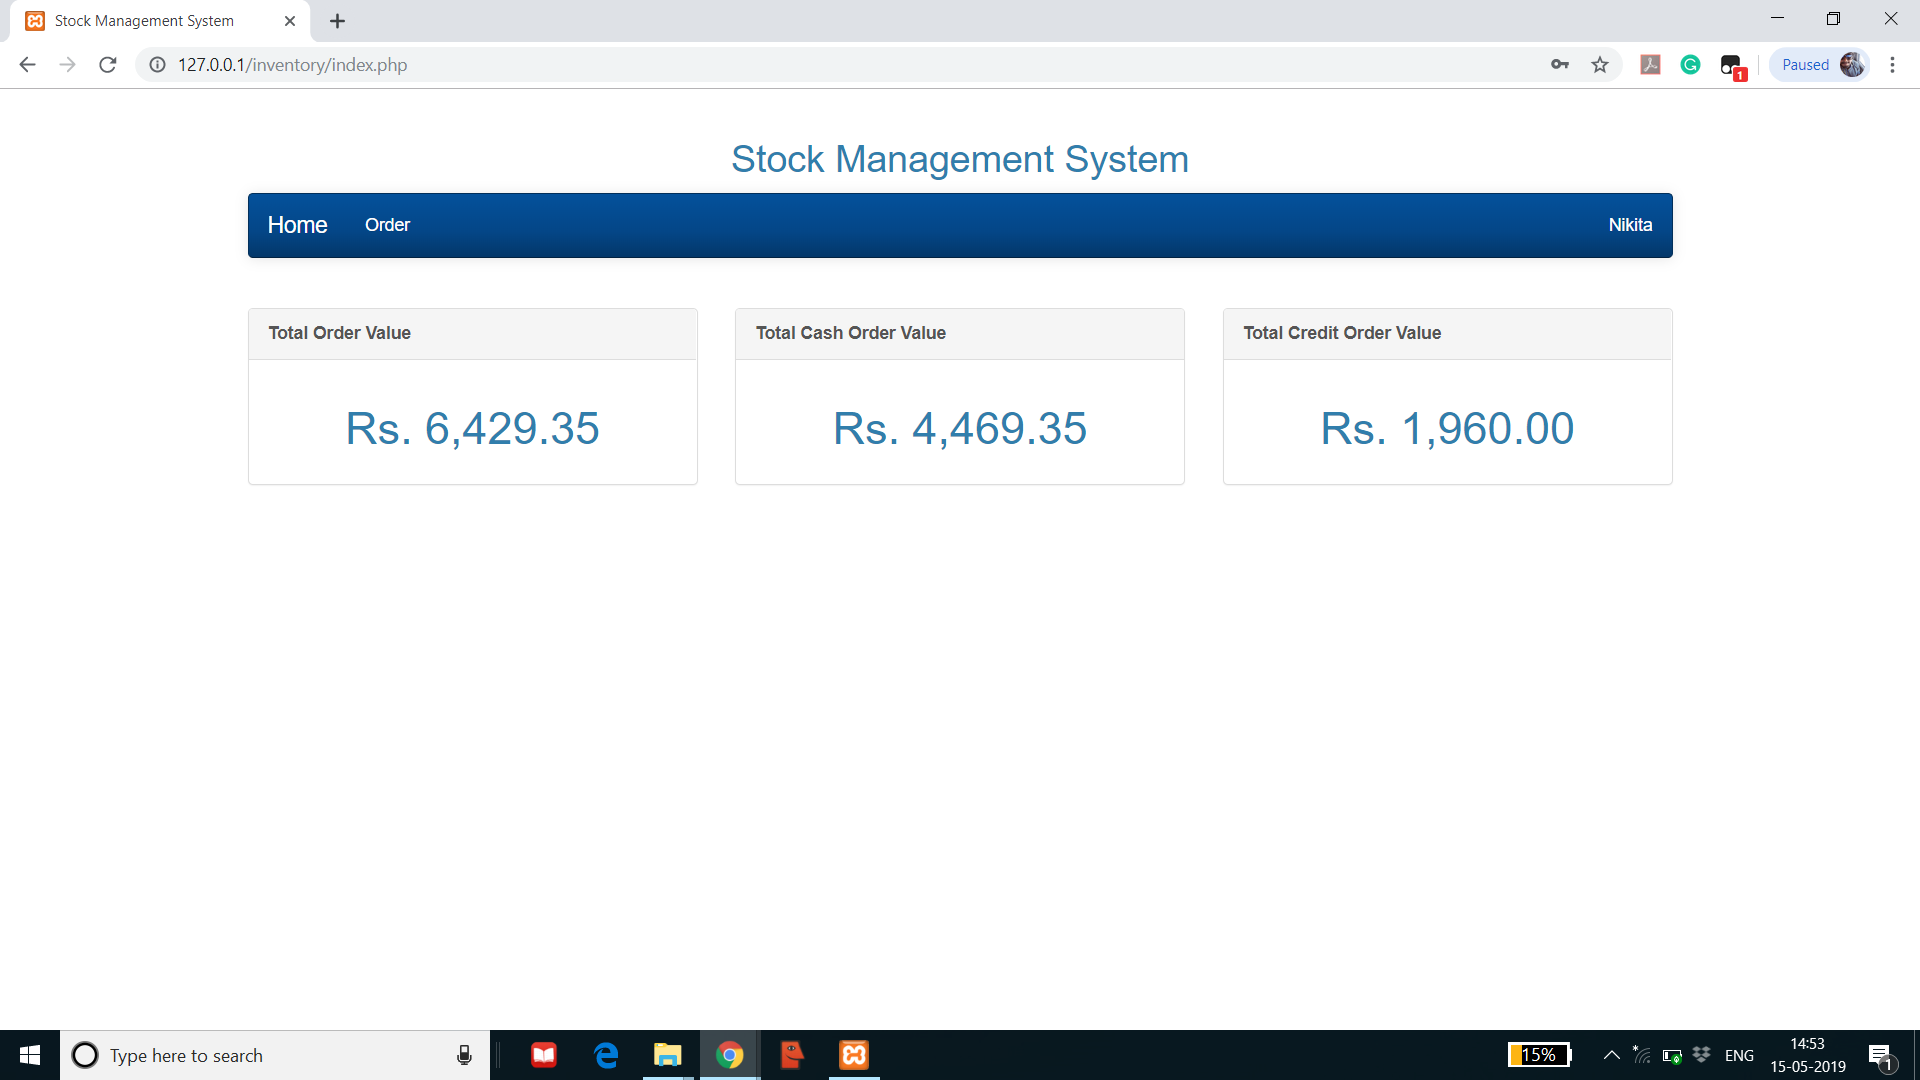 Stock Management System
127.0.0.1/inventory/index.php
1
Paused
Stock Management System
Home Order Nikita
Total Order Value
Rs. 6,429.35
Total Cash Order Value
Rs. 4,469.35
Total Credit Order Value
Rs. 1,960.00
Type here to search
15%
ENG
14:53
15-05-2019
1